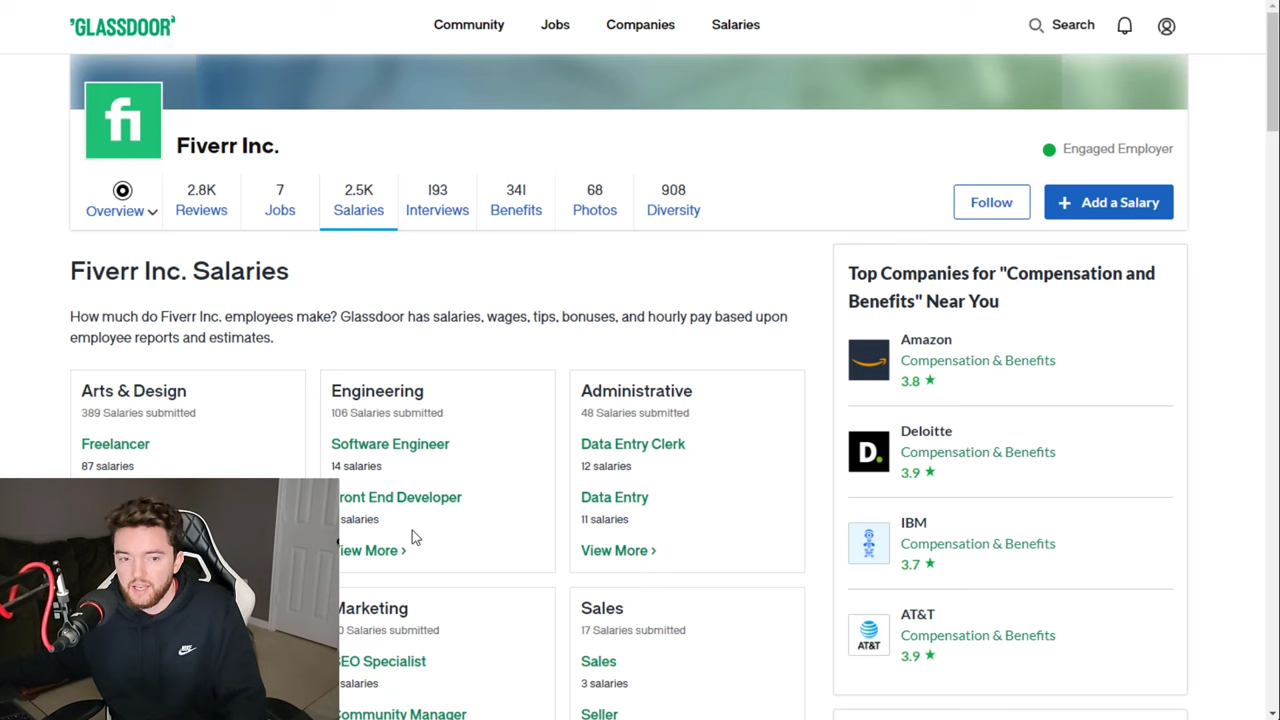 GLASSDOOR
Community
Jobs
Companies
Salaries
Search
fi
Fiverr Inc.
Engaged Employer
Overview
2.8K
Reviews
7
Jobs
2.5K
Salaries
193
Interviews
341
Benefits
68
Photos
908
Diversity
Follow
+ Add a Salary
Fiverr Inc. Salaries
How much do Fiverr Inc. employees make? Glassdoor has salaries, wages, tips, bonuses, and hourly pay based upon
employee reports and estimates.
Arts & Design
389 Salaries submitted
Freelancer
87 salaries
Engineering
106 Salaries submitted
Software Engineer
14 salaries
ront End Developer
salaries
iew More ›
Administrative
48 Salaries submitted
Data Entry Clerk
12 salaries
Data Entry
11 salaries
View More ›
Marketing
0 Salaries submitted
SEO Specialist
salaries
Community Manager
Sales
17 Salaries submitted
Sales
3 salaries
Seller
Top Companies for "Compensation and
Benefits" Near You
Amazon
Compensation & Benefits
3.8 ★
D.
Deloitte
Compensation & Benefits
3.9 ★
IBM
Compensation & Benefits
3.7 ★
AT&T
AT&T
Compensation & Benefits
3.9 ★